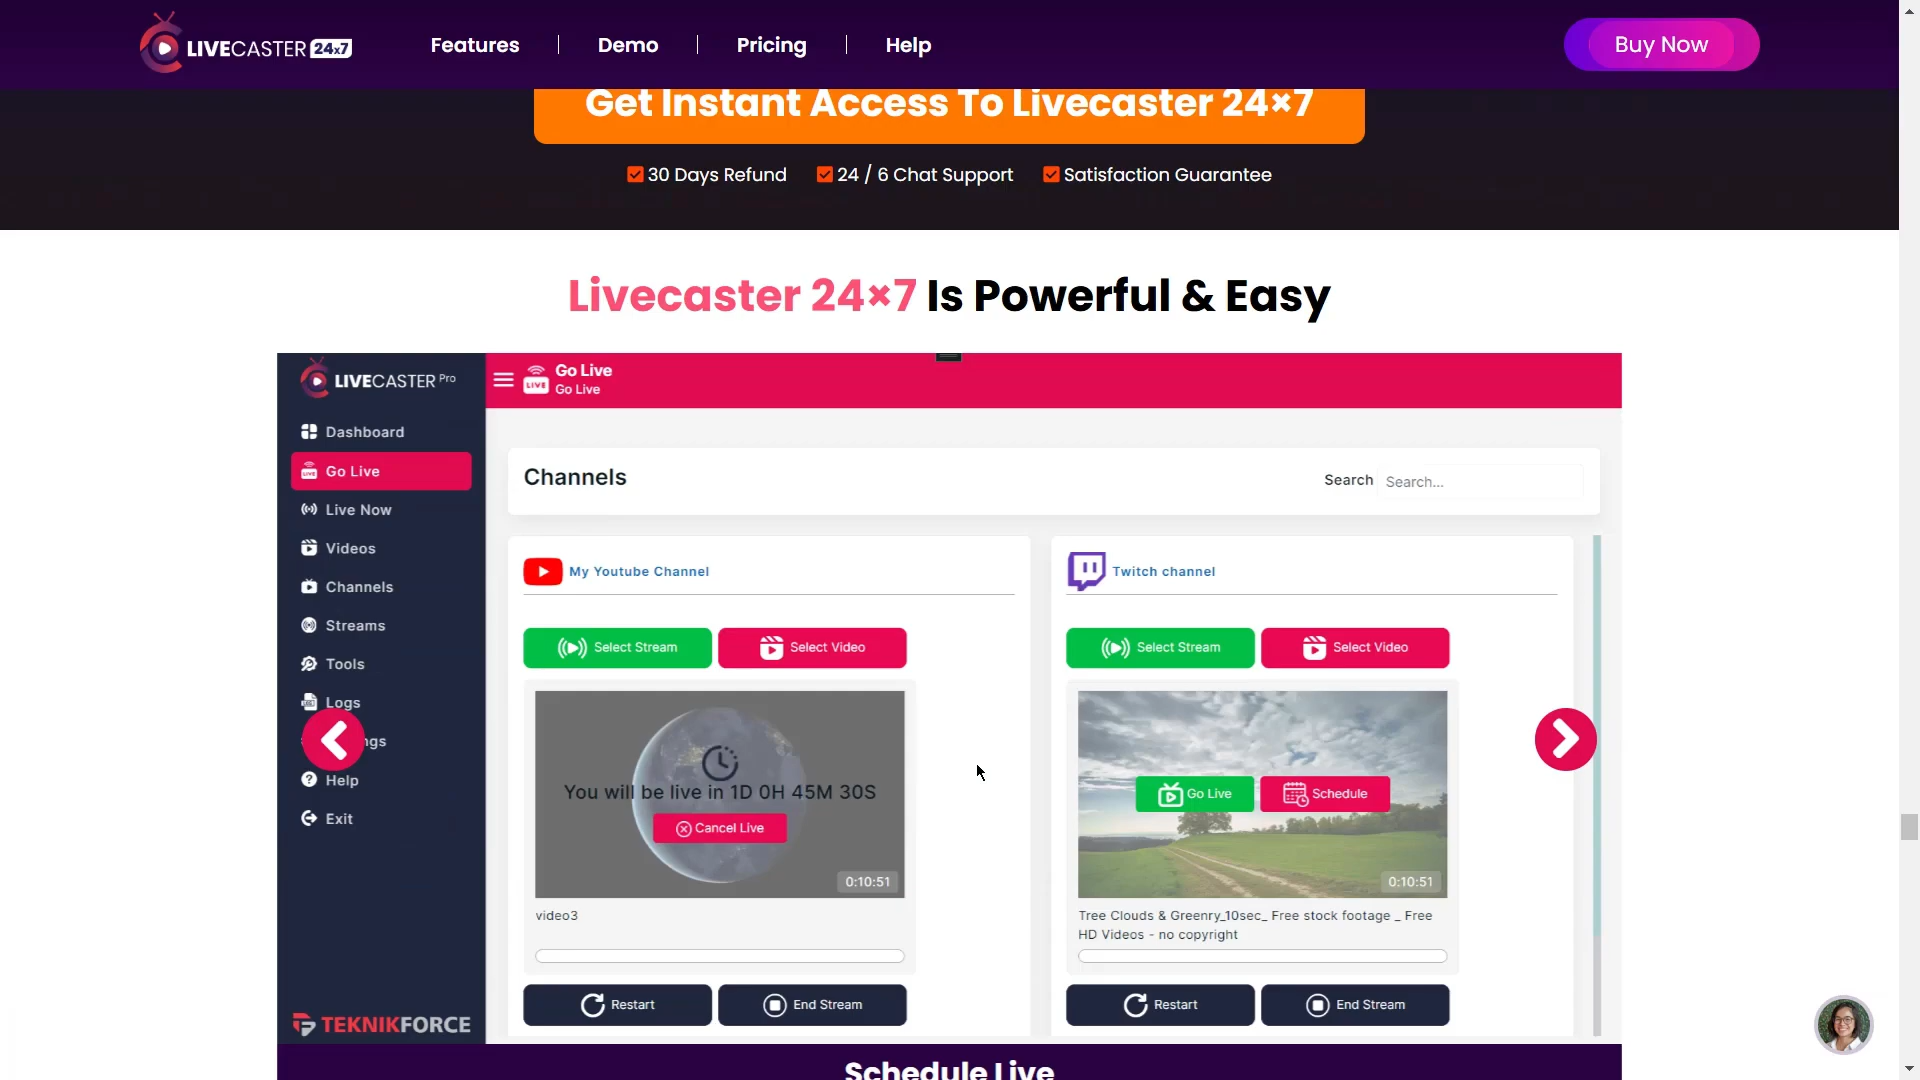 LIVECASTER 24x7
Features
Demo
Pricing
Help
Buy Now
Get Instant Access To Livecaster 24×7
30 Days Refund
24 / 6 Chat Support
Satisfaction Guarantee
Livecaster 24×7 Is Powerful & Easy
LIVECASTER Pro
LIVE
Go Live
Go Live
Dashboard
Go Live
Live Now
Videos
Channels
Streams
Tools
Logs
ngs
Help
Exit
TEKNIKFORCE
Channels
Search
Search...
My Youtube Channel
Select Stream
Select Video
You will be live in 1D 0H 45M 30S
Cancel Live
0:10:51
video3
Restart
End Stream
Twitch channel
Select Stream
Select Video
Go Live
Schedule
0:10:51
Tree Clouds & Greenry_10sec_ Free stock footage _ Free
HD Videos - no copyright
Restart
End Stream
Schedule Live